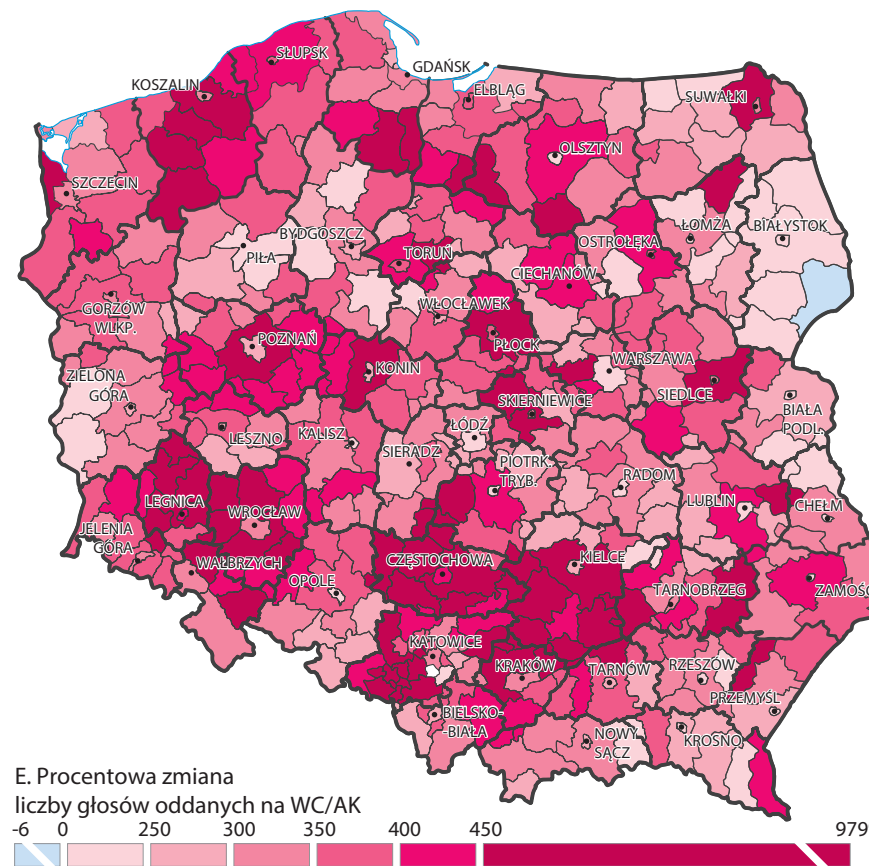 SŁUPSK
GDAŃSK
KOSZALIN
ELBLĄG
SUWAŁKI
OLSZTYN
SZCZECIN
BYDGOSZCZ
PIŁA
TORUŃ
OSTROŁĘKA
ŁOMŻA
BIAŁYSTOK
CIECHANÓW
GORZÓW
WLKP.
WŁOCŁAWEK
POZNAŃ
PŁOCK
WARSZAWA
KONIN
ZIELONA
GÓRA
SKIERNIEWICE
SIEDLCE
BIAŁA
PODL.
LESZNO
KALISZ
ŁÓDŹ
SIERADZ
PIOTRK.
TRYB.
RADOM
LUBLIN
LEGNICA
WROCŁAW
CHEŁM
JELENIA
GÓRA
WAŁBRZYCH
OPOLE
CZĘSTOCHOWA
KIELCE
TARNOBRZEG
ZAMOŚĆ
KATOWICE
KRAKÓW
TARNÓW
RZESZÓW
PRZEMYŚL
BIELSKO-
-BIAŁA
NOWY
SĄCZ
KROSNO
E. Procentowa zmiana
liczby głosów oddanych na WC/AK
-6 0 250 300 350 400 450 979